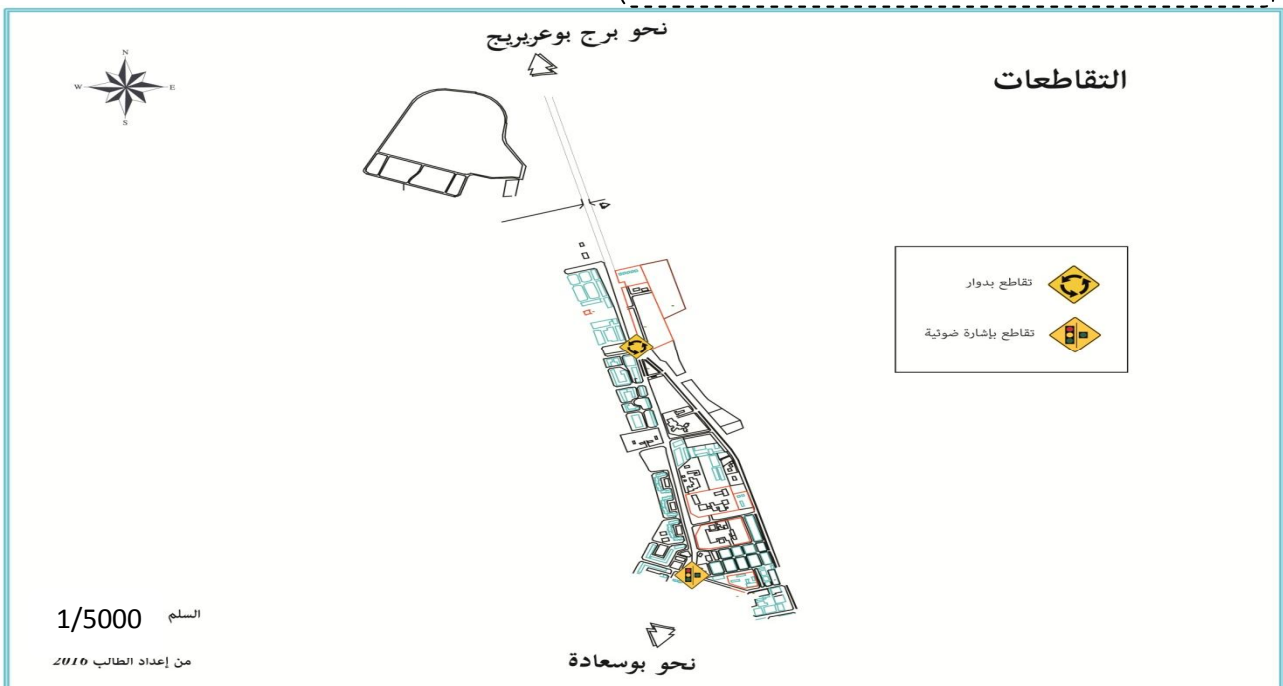 نحو برج بوعريريج
التقاطعات
N
W E
S
تقاطع بدوار
تقاطع بإشارة ضوئية
السلم 1/5000
من إعداد الطالب 2016
نحو بوسعادة